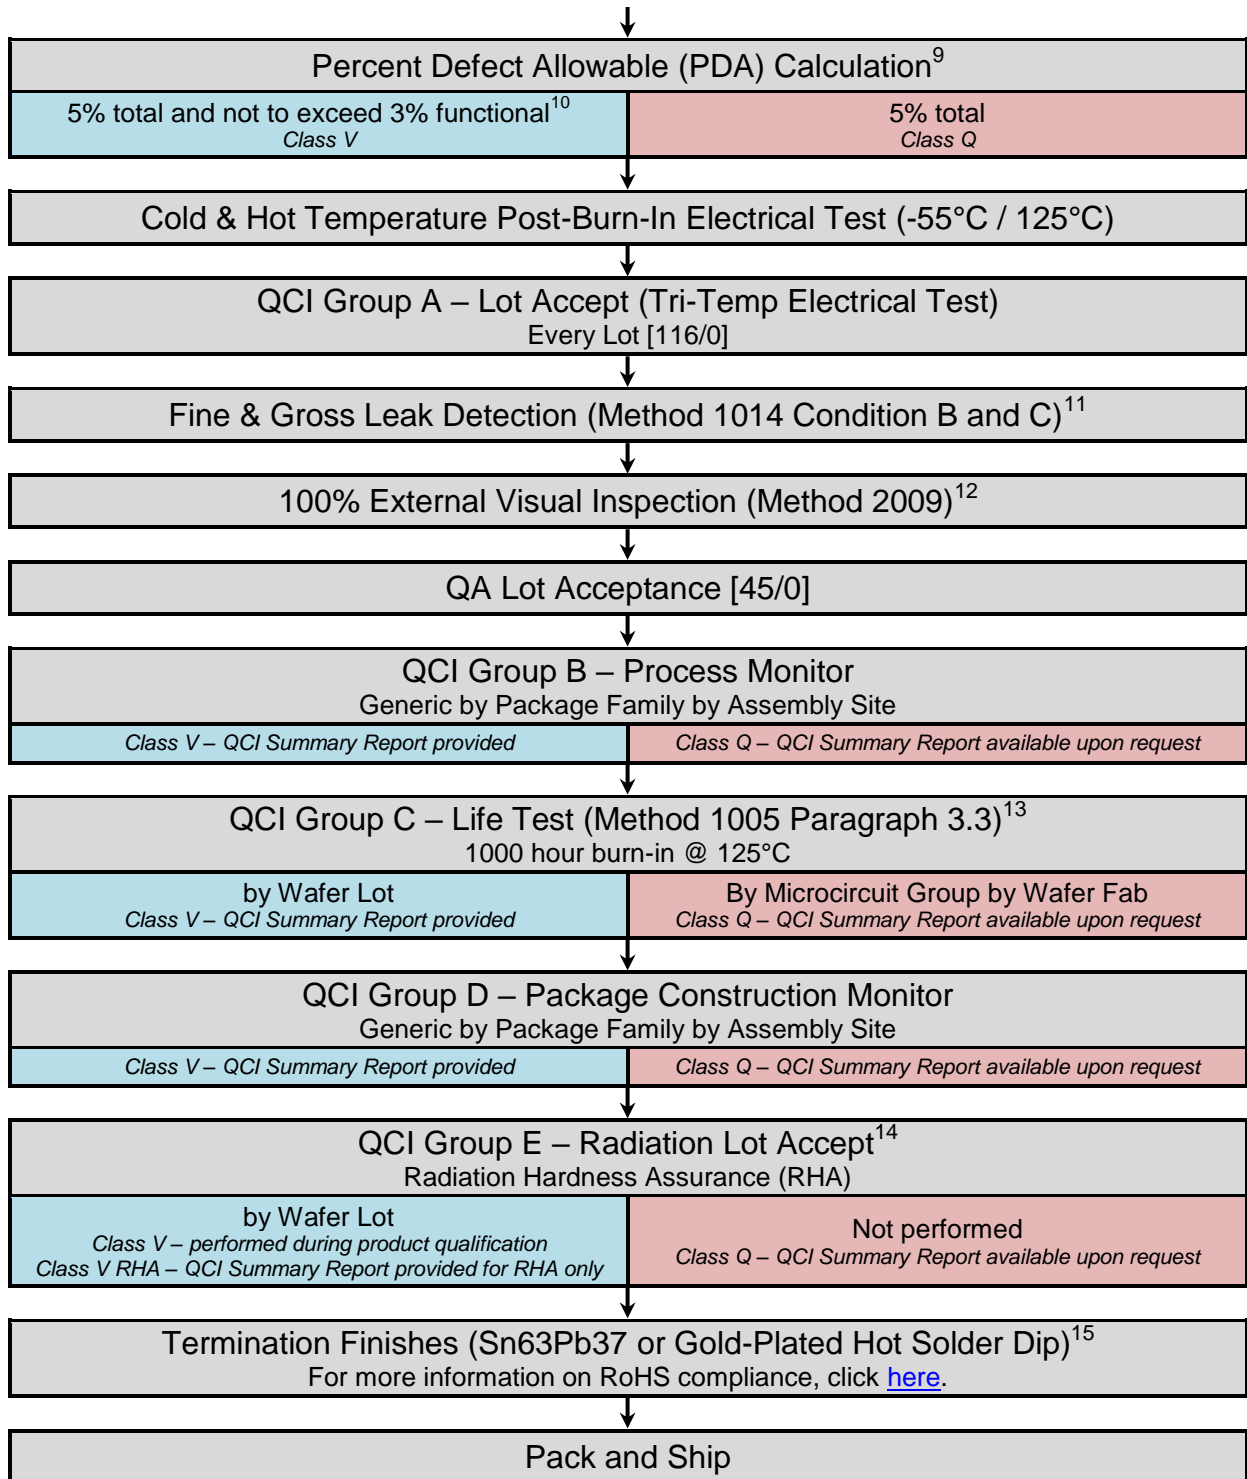 Percent Defect Allowable (PDA) Calculation9
5% total and not to exceed 3% functional10
Class V
5% total
Class Q
Cold & Hot Temperature Post-Burn-In Electrical Test (-55°C / 125°C)
QCI Group A – Lot Accept (Tri-Temp Electrical Test)
Every Lot [116/0]
Fine & Gross Leak Detection (Method 1014 Condition B and C)11
100% External Visual Inspection (Method 2009)12
QA Lot Acceptance [45/0]
QCI Group B – Process Monitor
Generic by Package Family by Assembly Site
Class V – QCI Summary Report provided
Class Q – QCI Summary Report available upon request
QCI Group C – Life Test (Method 1005 Paragraph 3.3)13
1000 hour burn-in @ 125°C
by Wafer Lot
Class V – QCI Summary Report provided
By Microcircuit Group by Wafer Fab
Class Q – QCI Summary Report available upon request
QCI Group D – Package Construction Monitor
Generic by Package Family by Assembly Site
Class V – QCI Summary Report provided
Class Q – QCI Summary Report available upon request
QCI Group E – Radiation Lot Accept14
Radiation Hardness Assurance (RHA)
by Wafer Lot
Class V – performed during product qualification
Class V RHA – QCI Summary Report provided for RHA only
Not performed
Class Q – QCI Summary Report available upon request
Termination Finishes (Sn63Pb37 or Gold-Plated Hot Solder Dip)15
For more information on RoHS compliance, click here.
Pack and Ship